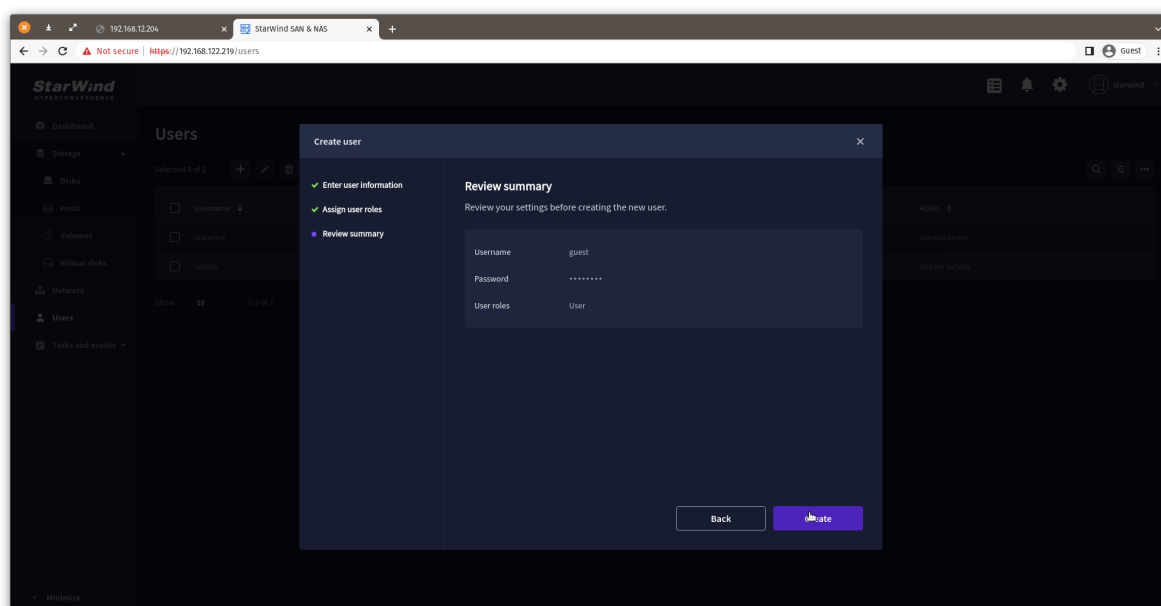 192.168.12.204
StarWind SAN & NAS
Not secure
https://192.168.122.219/users
Guest
StarWind
HYPERCONVERGENCE
starwind
Dashboard
Users
Create user
Storage
Selected 0 of 2
Disks
Enter user information
Review summary
Pools
Username
Assign user roles
Review your settings before creating the new user.
Roles
Volumes
starwind
Review summary
Administrator
Username guest
Virtual disks
veeam
Password ********
Network
Show: 10 1-2 of 2
User roles User
Users
Tasks and events
Back
Create
Minimize